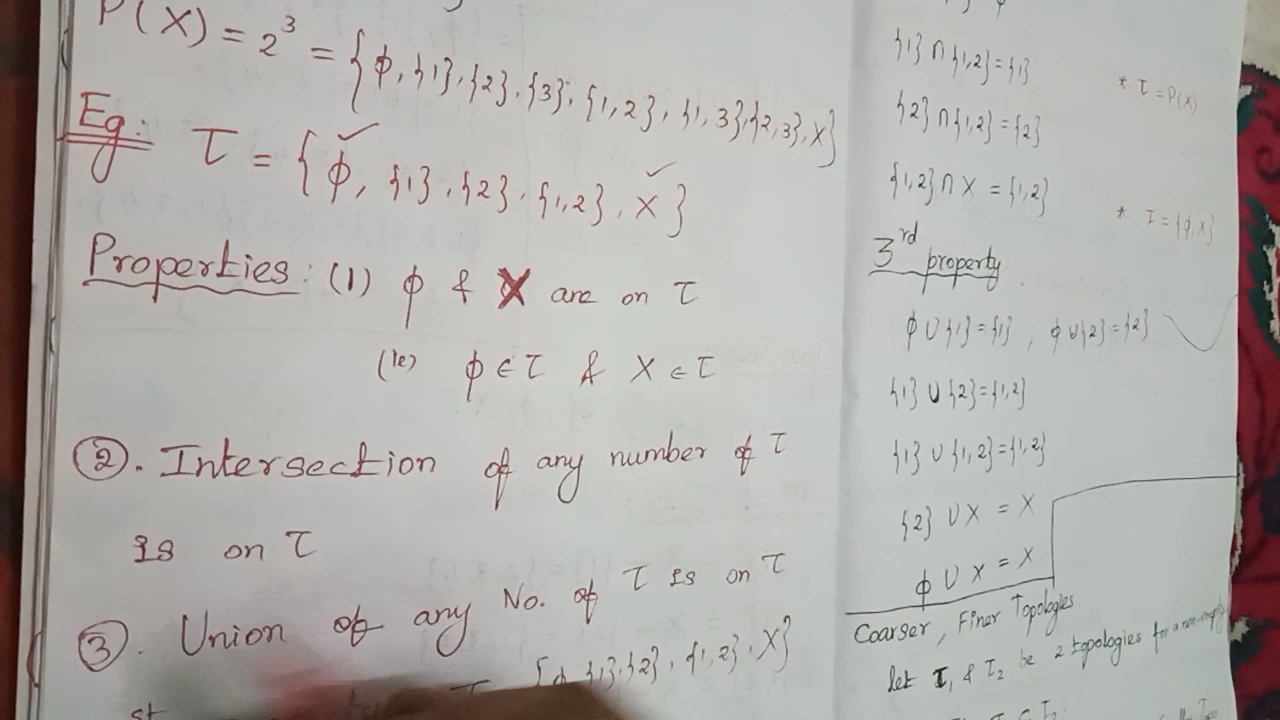 P(X) = 2³ = {ϕ, {1}, {2}, {3}, {1,2}, {1,3}, {2,3}, X}
Eg: τ = {ϕ, {1}, {2}, {1,2}, X}
Properties: (1) ϕ & X are on τ
(ie) ϕ ∈ τ & X ∈ τ
②. Intersection of any number of τ
is on τ
③. Union of any No. of τ is on τ
{ϕ, {1}, {2}, {1,2}, X}
{1} ∩ {1,2} = {1}
{2} ∩ {1,2} = {2}
{1,2} ∩ X = {1,2}
3rd property
ϕ ∪ {1} = {1}, ϕ ∪ {2} = {2}
{1} ∪ {2} = {1,2}
{1} ∪ {1,2} = {1,2}
{2} ∪ X = X
ϕ ∪ X = X
Coarser, Finer Topologies
let τ₁ & τ₂ be 2 topologies for a non-empty
* τ = P(X)
* τ = {ϕ, X}